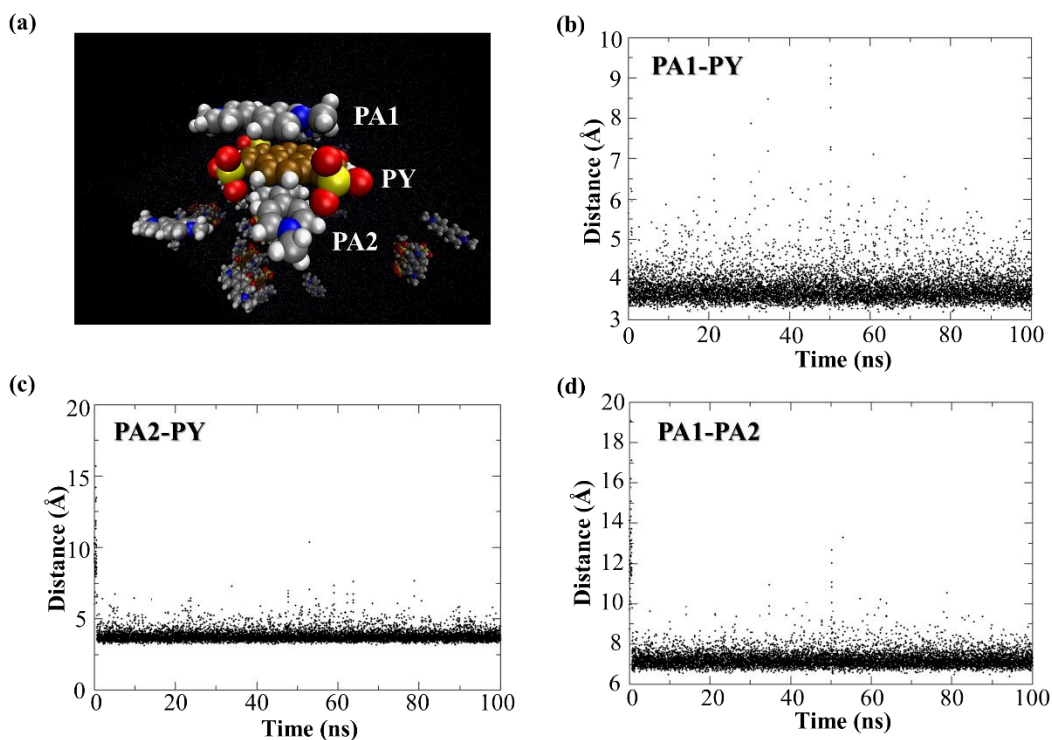 (a)
PA1
PY
PA2
(b)
PA1-PY
10
9
8
7
6
5
4
3
Distance (Å)
0 20 40 60 80 100
Time (ns)
(c)
PA2-PY
20
15
10
5
0
Distance (Å)
0 20 40 60 80 100
Time (ns)
(d)
PA1-PA2
20
18
16
14
12
10
8
6
Distance (Å)
0 20 40 60 80 100
Time (ns)